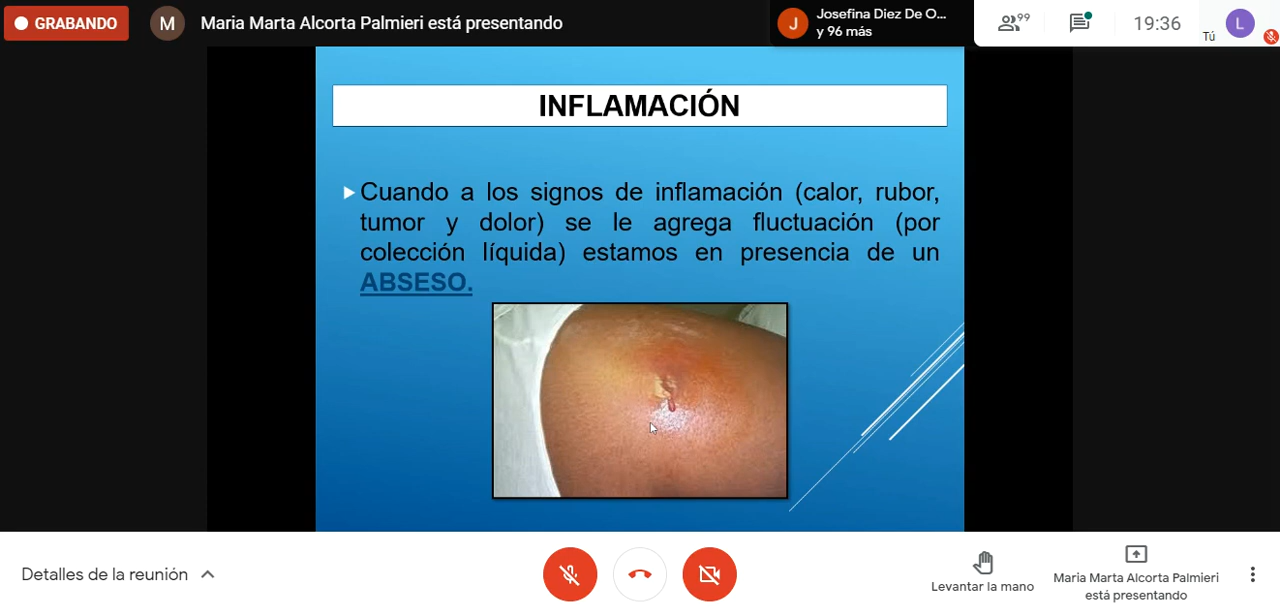 GRABANDO
M
Maria Marta Alcorta Palmieri está presentando
J
Josefina Diez De O...
y 96 más
99
19:36
Tú
L
INFLAMACIÓN
Cuando a los signos de inflamación (calor, rubor,
tumor y dolor) se le agrega fluctuación (por
colección líquida) estamos en presencia de un
ABSESO.
Detalles de la reunión
Levantar la mano
Maria Marta Alcorta Palmieri
está presentando